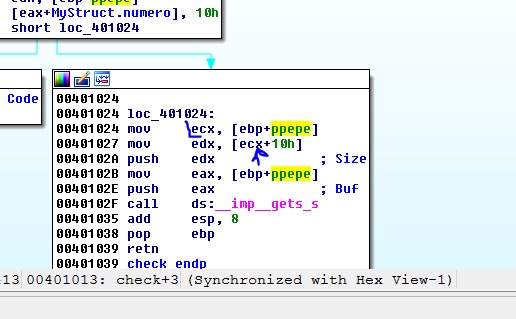 [ebp+ppepe]
[eax+MyStruct.numero], 10h
short loc_401024
Code
00401024
00401024 loc_401024:
00401024 mov ecx, [ebp+ppepe]
00401027 mov edx, [ecx+10h]
0040102A push edx ; Size
0040102B mov eax, [ebp+ppepe]
0040102E push eax ; Buf
0040102F call ds:__imp__gets_s
00401035 add esp, 8
00401038 pop ebp
00401039 retn
00401039 check endp
13 00401013: check+3 (Synchronized with Hex View-1)